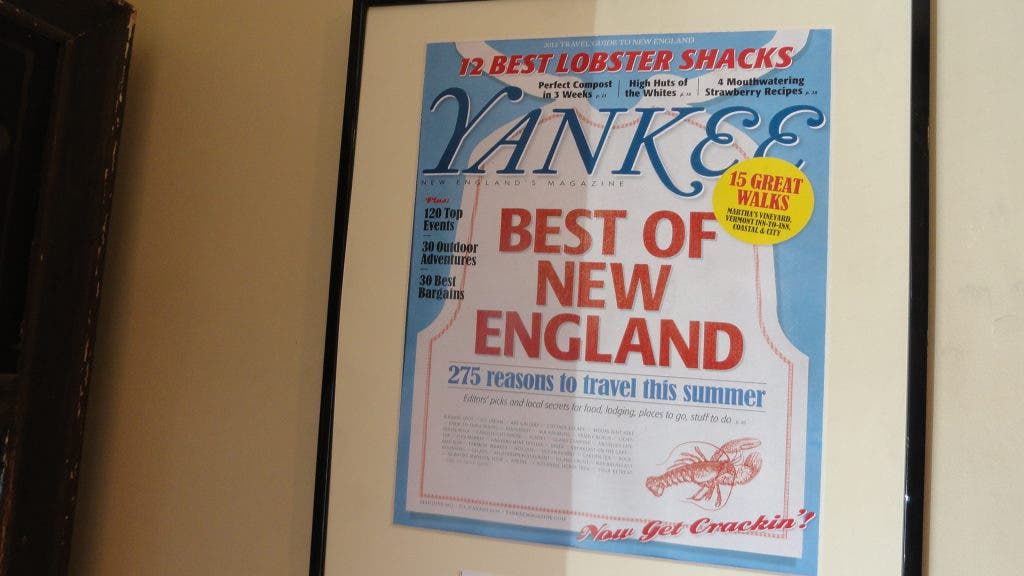 2012 TRAVEL GUIDE TO NEW ENGLAND
12 BEST LOBSTER SHACKS
Perfect Compost
in 3 Weeks
High Huts of
the Whites
4 Mouthwatering
Strawberry Recipes
YANKEE
NEW ENGLAND'S MAGAZINE
15 GREAT
WALKS
MARTHA'S VINEYARD,
VERMONT INN-TO-INN,
COASTAL & CITY
Plus:
120 Top
Events
30 Outdoor
Adventures
30 Best
Bargains
BEST OF
NEW
ENGLAND
275 reasons to travel this summer
Editors' picks and local secrets for food, lodging, places to go, stuff to do
Now Get Crackin'!